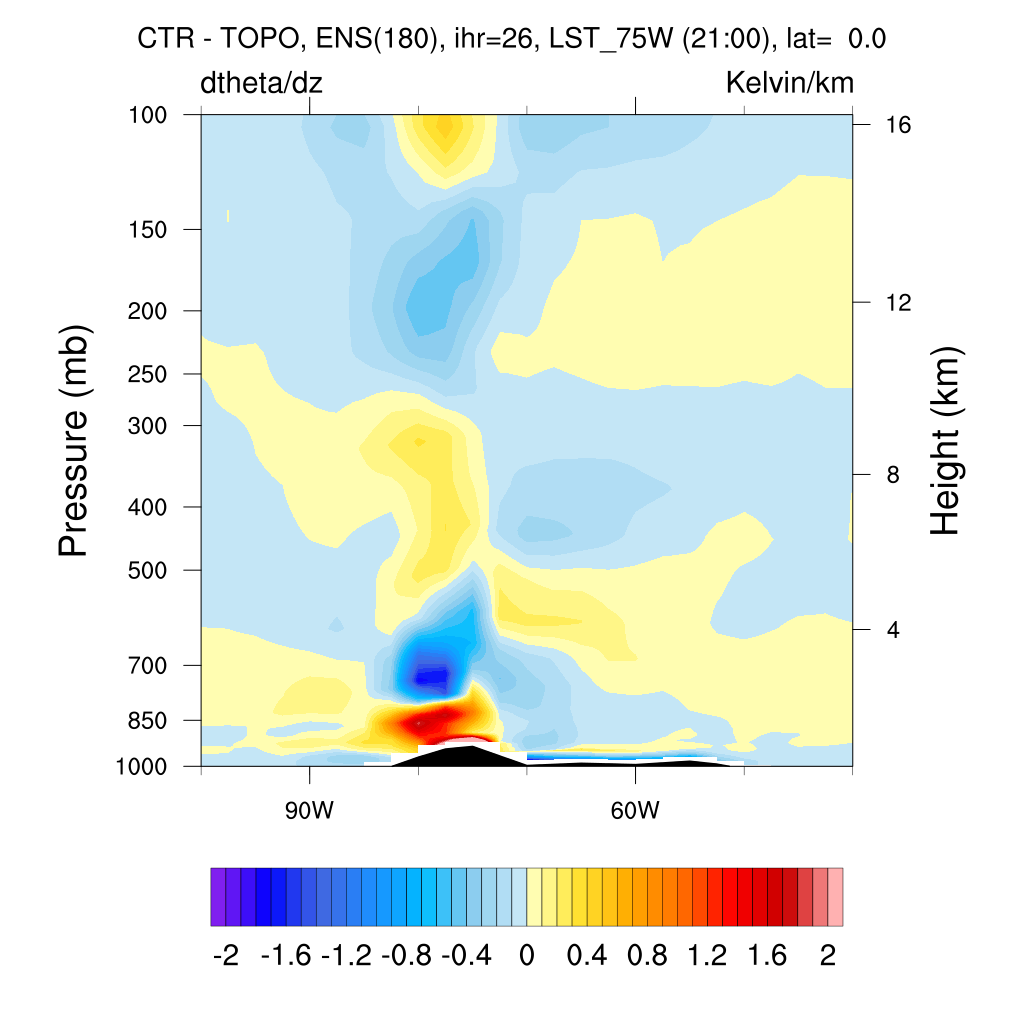 CTR - TOPO, ENS(180), ihr=26, LST_75W (21:00), lat=  0.0
dtheta/dz Kelvin/km
100
150
200
250
300
400
500
700
850
1000
Pressure (mb)
16
12
8
4
Height (km)
90W 60W
-2 -1.6 -1.2 -0.8 -0.4 0 0.4 0.8 1.2 1.6 2